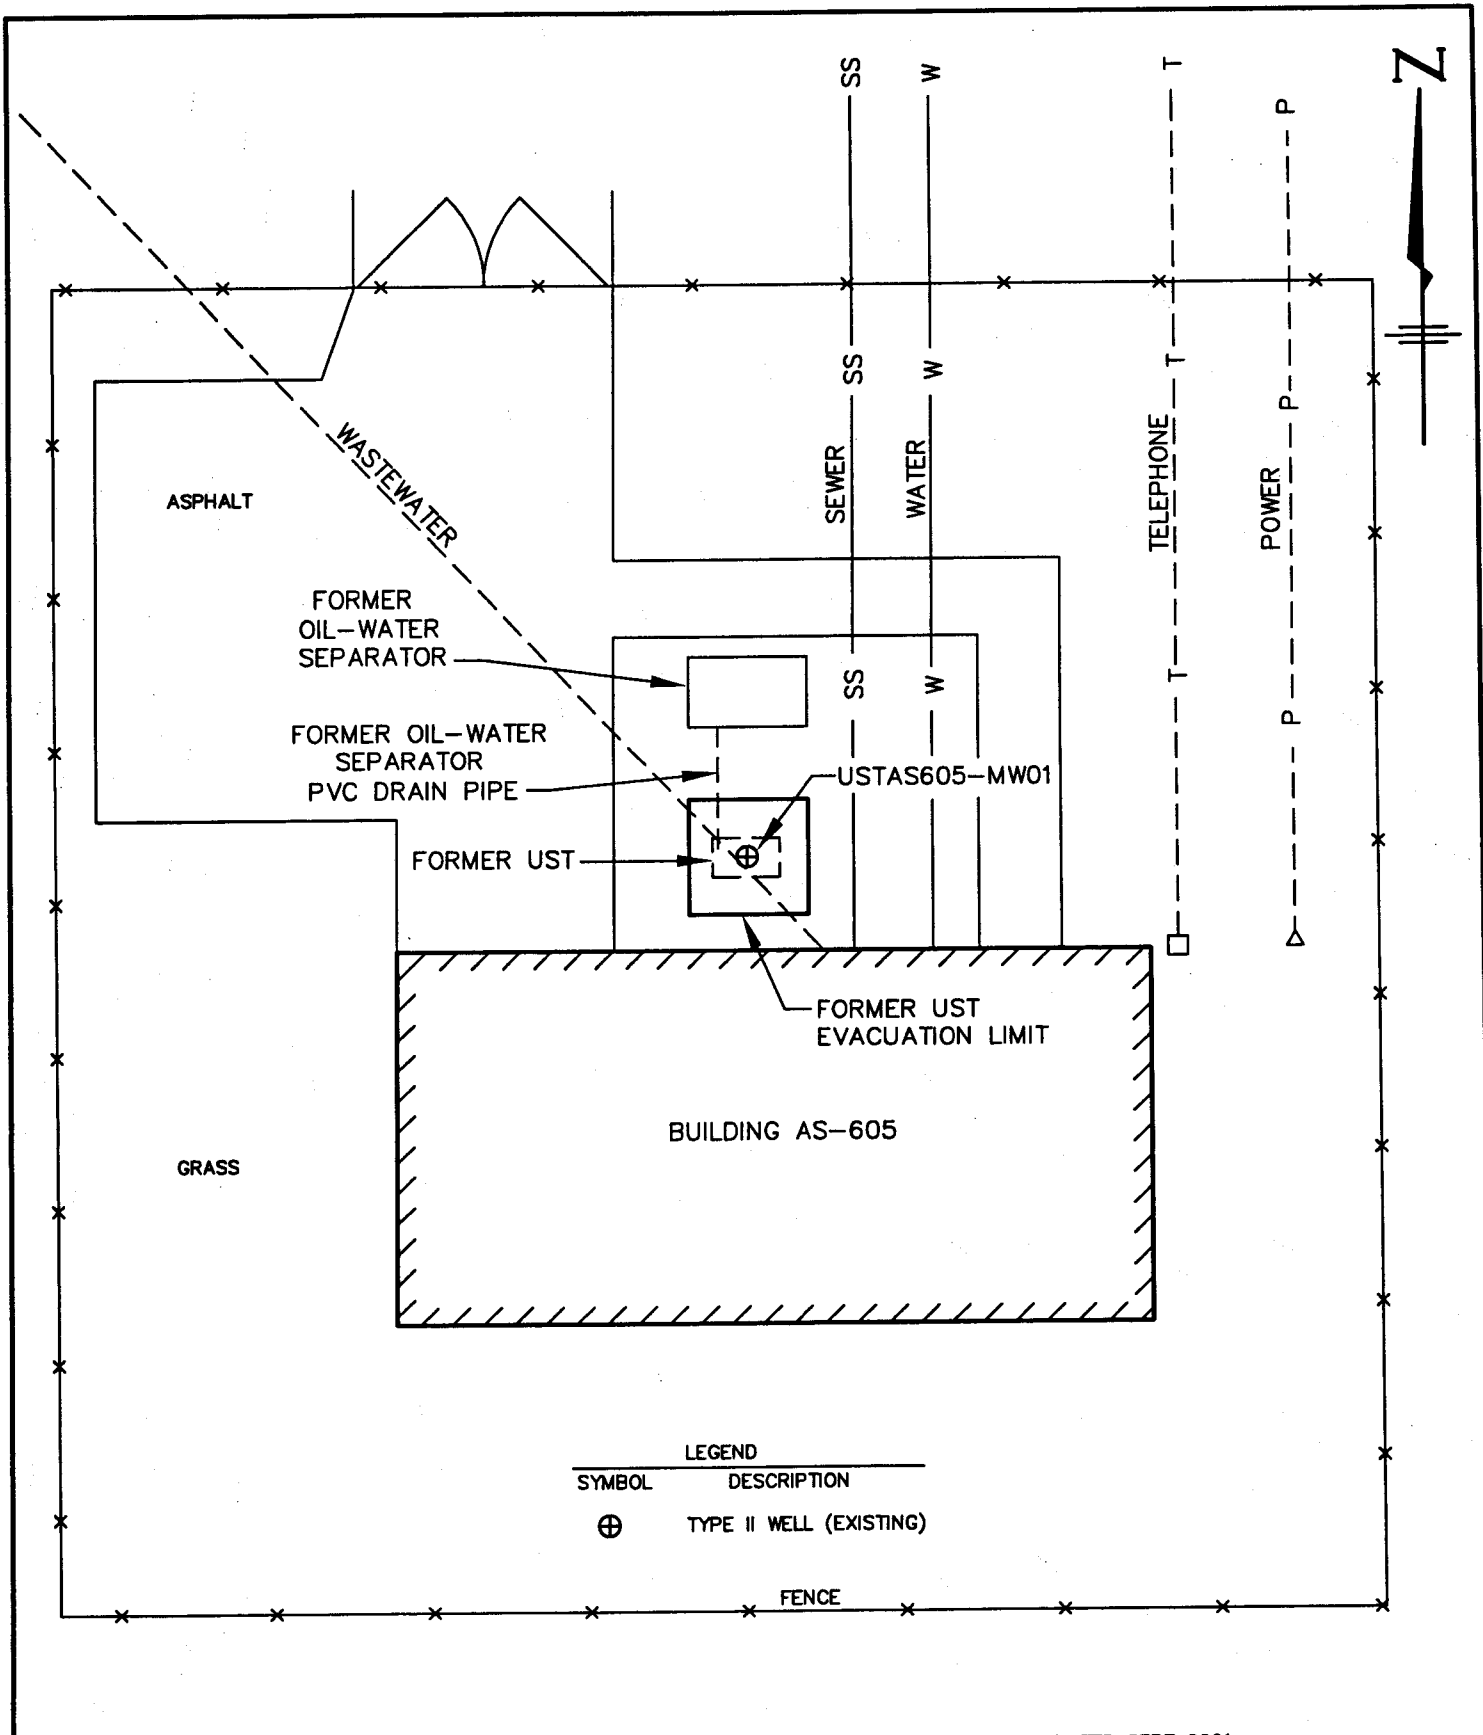 N
SS
W
T
P
SS
W
T
P
WASTEWATER
SEWER
WATER
TELEPHONE
POWER
ASPHALT
FORMER
OIL-WATER
SEPARATOR
SS
W
T
P
FORMER OIL-WATER
SEPARATOR
PVC DRAIN PIPE
USTAS605-MW01
FORMER UST
FORMER UST
EVACUATION LIMIT
BUILDING AS-605
GRASS
LEGEND
SYMBOL DESCRIPTION
TYPE II WELL (EXISTING)
FENCE